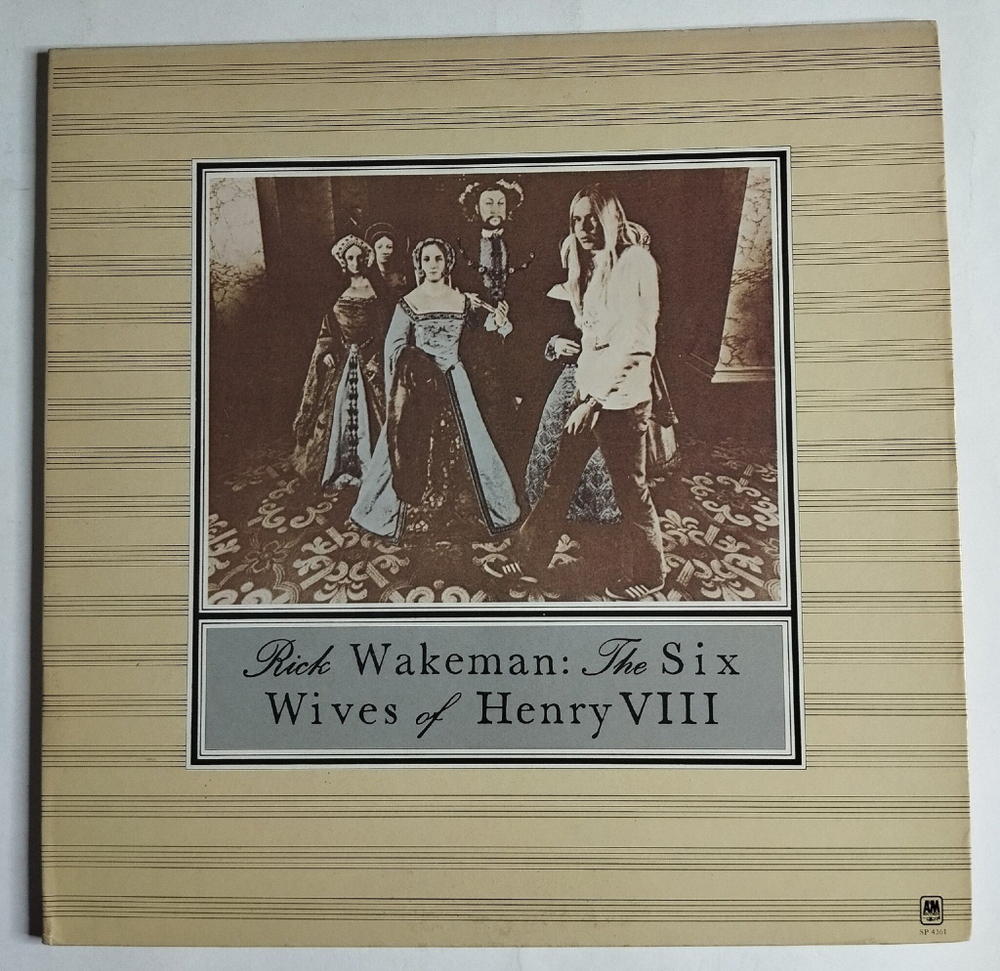 Rick Wakeman: The Six
Wives of Henry VIII
A&M
SP 4361